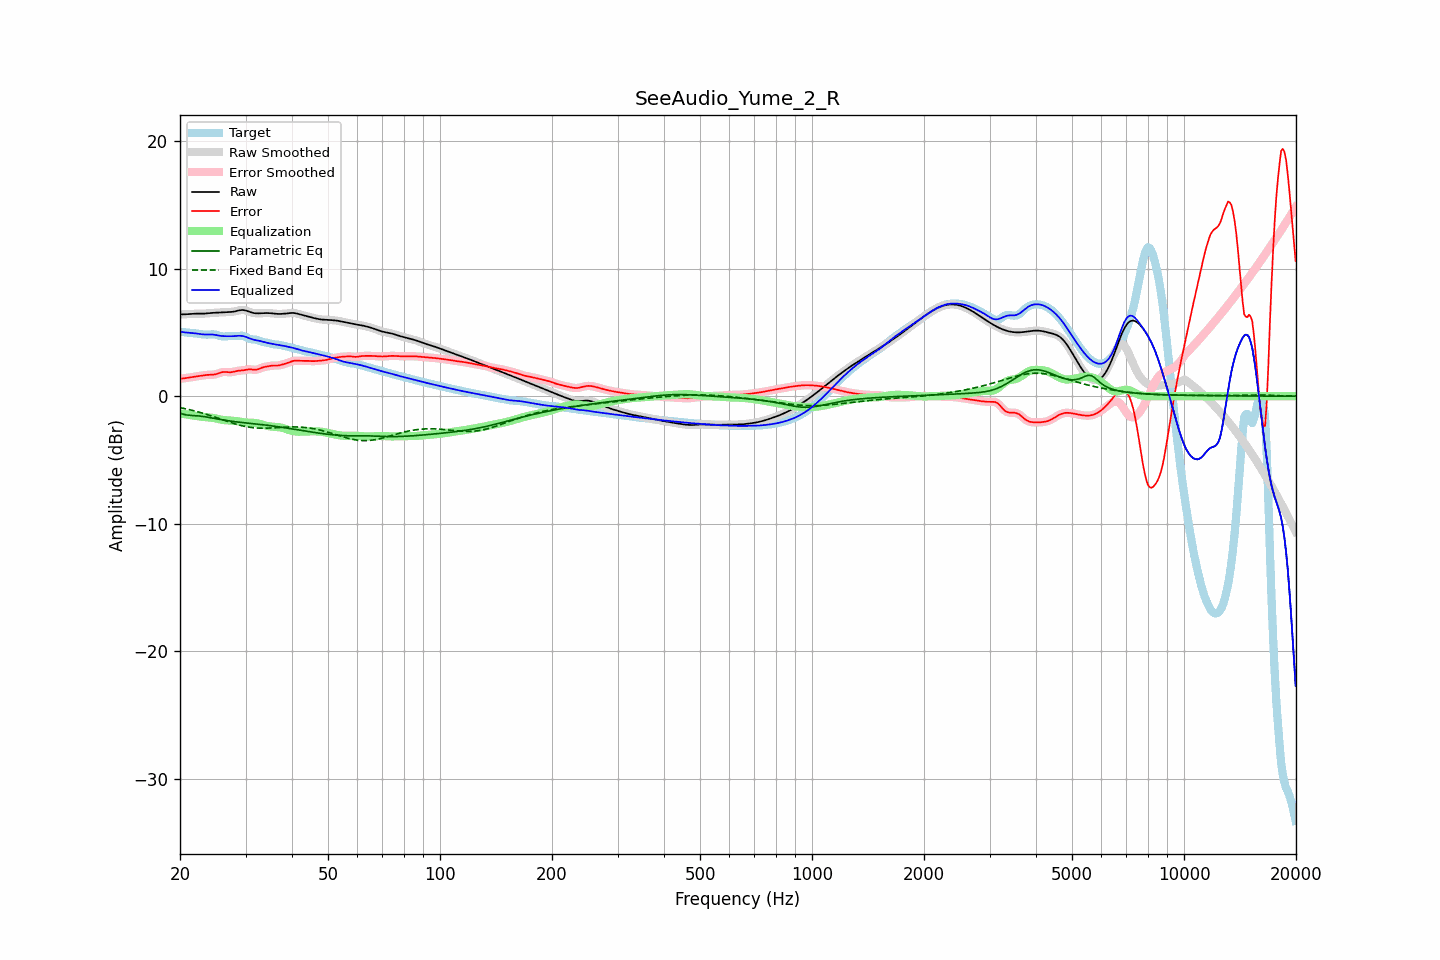 SeeAudio_Yume_2_R
Target
Raw Smoothed
Error Smoothed
Raw
Error
Equalization
Parametric Eq
Fixed Band Eq
Equalized
20
10
0
−10
−20
−30
Amplitude (dBr)
20 50 100 200 500 1000 2000 5000 10000 20000
Frequency (Hz)